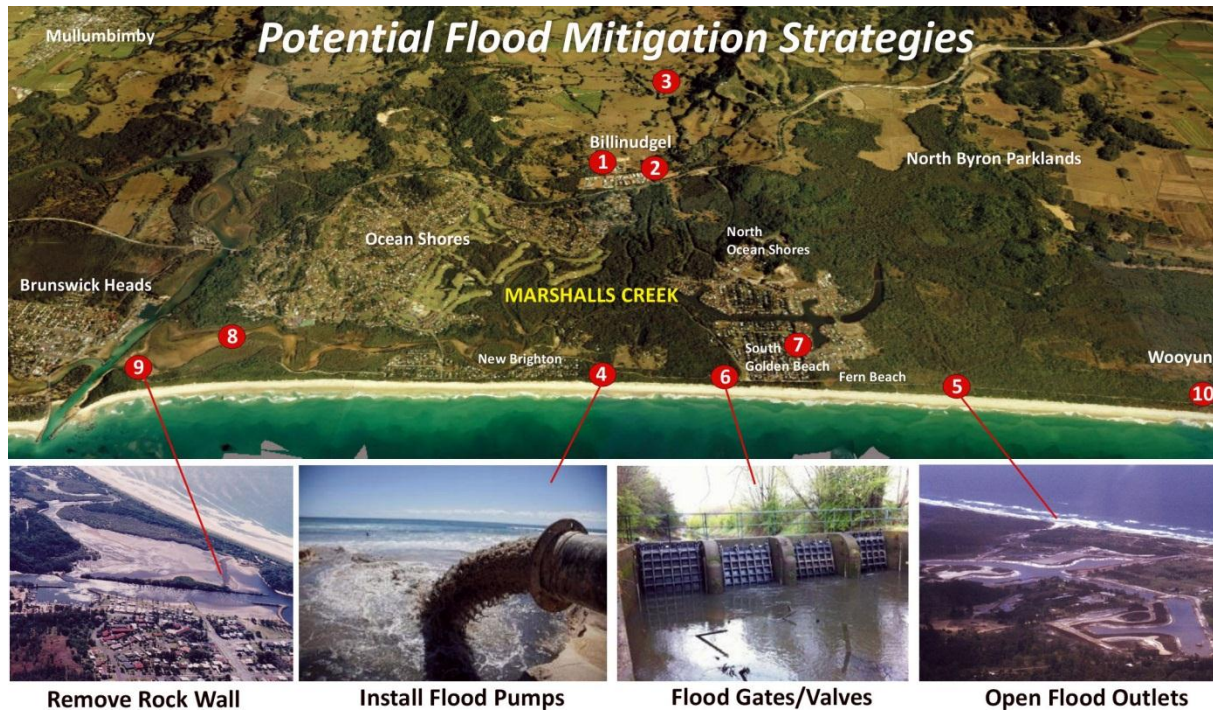 Potential Flood Mitigation Strategies
Mullumbimby
3
Billinudgel
1
2
North Byron Parklands
Ocean Shores
North
Ocean Shores
Brunswick Heads
MARSHALLS CREEK
8
9
New Brighton
4
6
South
Golden Beach
7
Fern Beach
5
Wooyun
10
Remove Rock Wall
Install Flood Pumps
Flood Gates/Valves
Open Flood Outlets